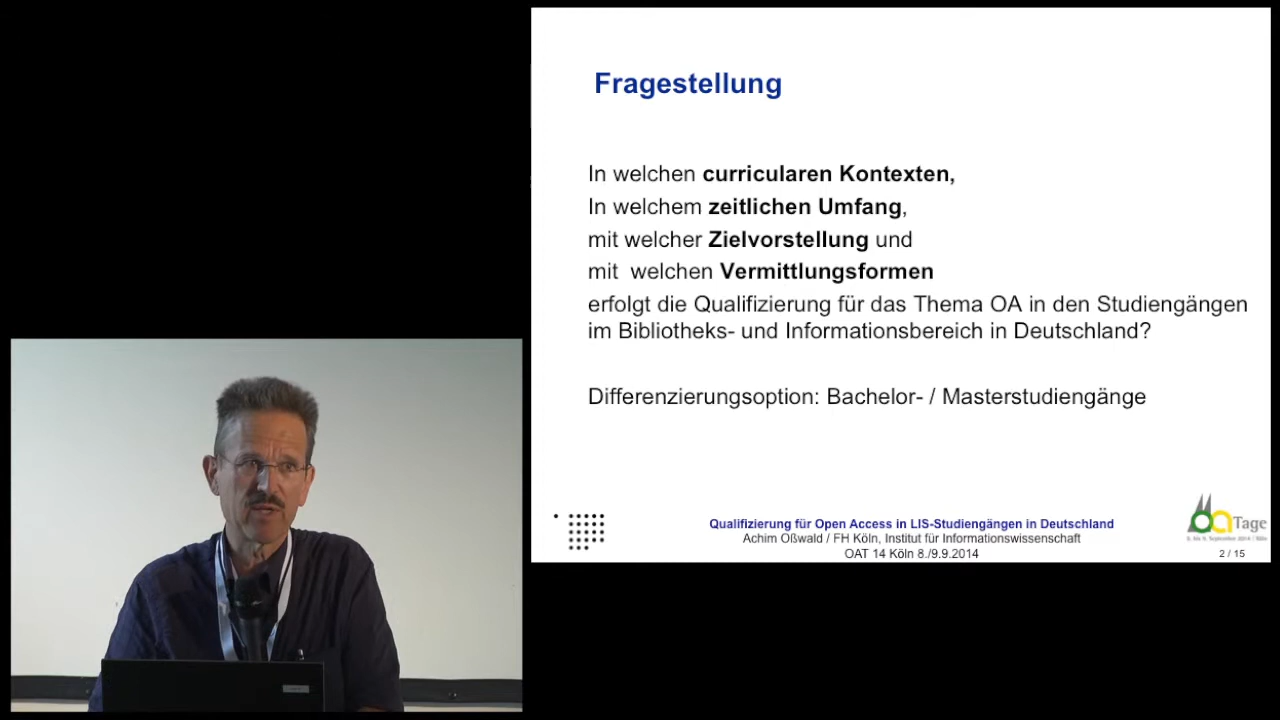 Fragestellung
In welchen curricularen Kontexten,
In welchem zeitlichen Umfang,
mit welcher Zielvorstellung und
mit welchen Vermittlungsformen
erfolgt die Qualifizierung für das Thema OA in den Studiengängen
im Bibliotheks- und Informationsbereich in Deutschland?
Differenzierungsoption: Bachelor- / Masterstudiengänge
Qualifizierung für Open Access in LIS-Studiengängen in Deutschland
Achim Oßwald / FH Köln, Institut für Informationswissenschaft
OAT 14 Köln 8./9.9.2014
oa Tage
2 / 15